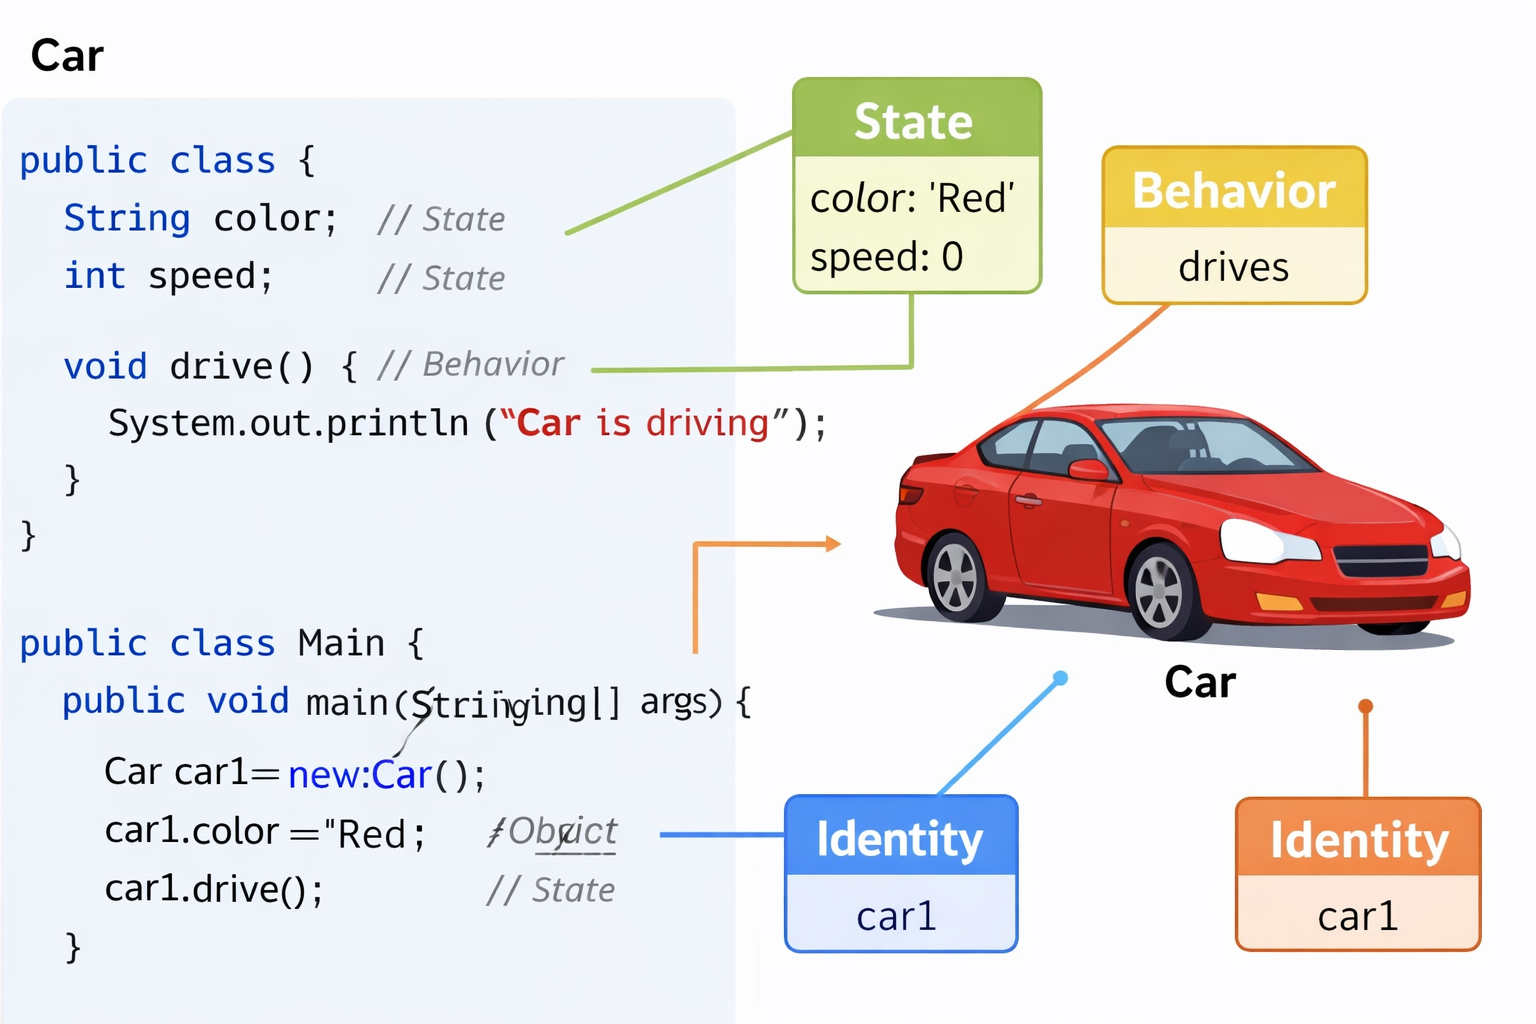 Car
public class {
String color; // State
int speed; // State
void drive() { // Behavior
System.out.println (“Car is driving”);
}
}
public class Main {
public void main( args) {
Car car1= new:Car();
car1.color ="Red;
car1.drive(); // State
}
State
color: 'Red'
speed: 0
Behavior
drives
Car
Identity
car1
Identity
car1